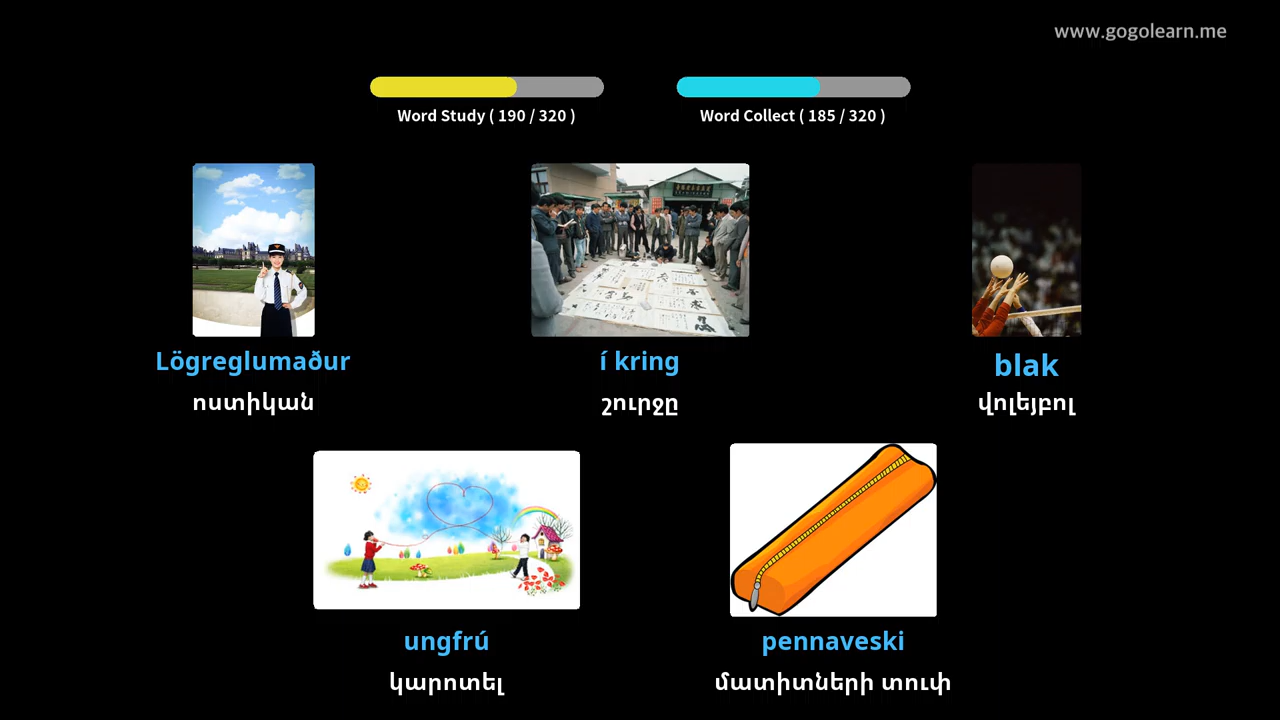 www.gogolearn.me
Word Study ( 190 / 320 )
Word Collect ( 185 / 320 )
Lögreglumaður
ոստիկան
í kring
շուրջը
blak
վոլեյբոլ
ungfrú
կարոտել
pennaveski
մատիտների տուփ